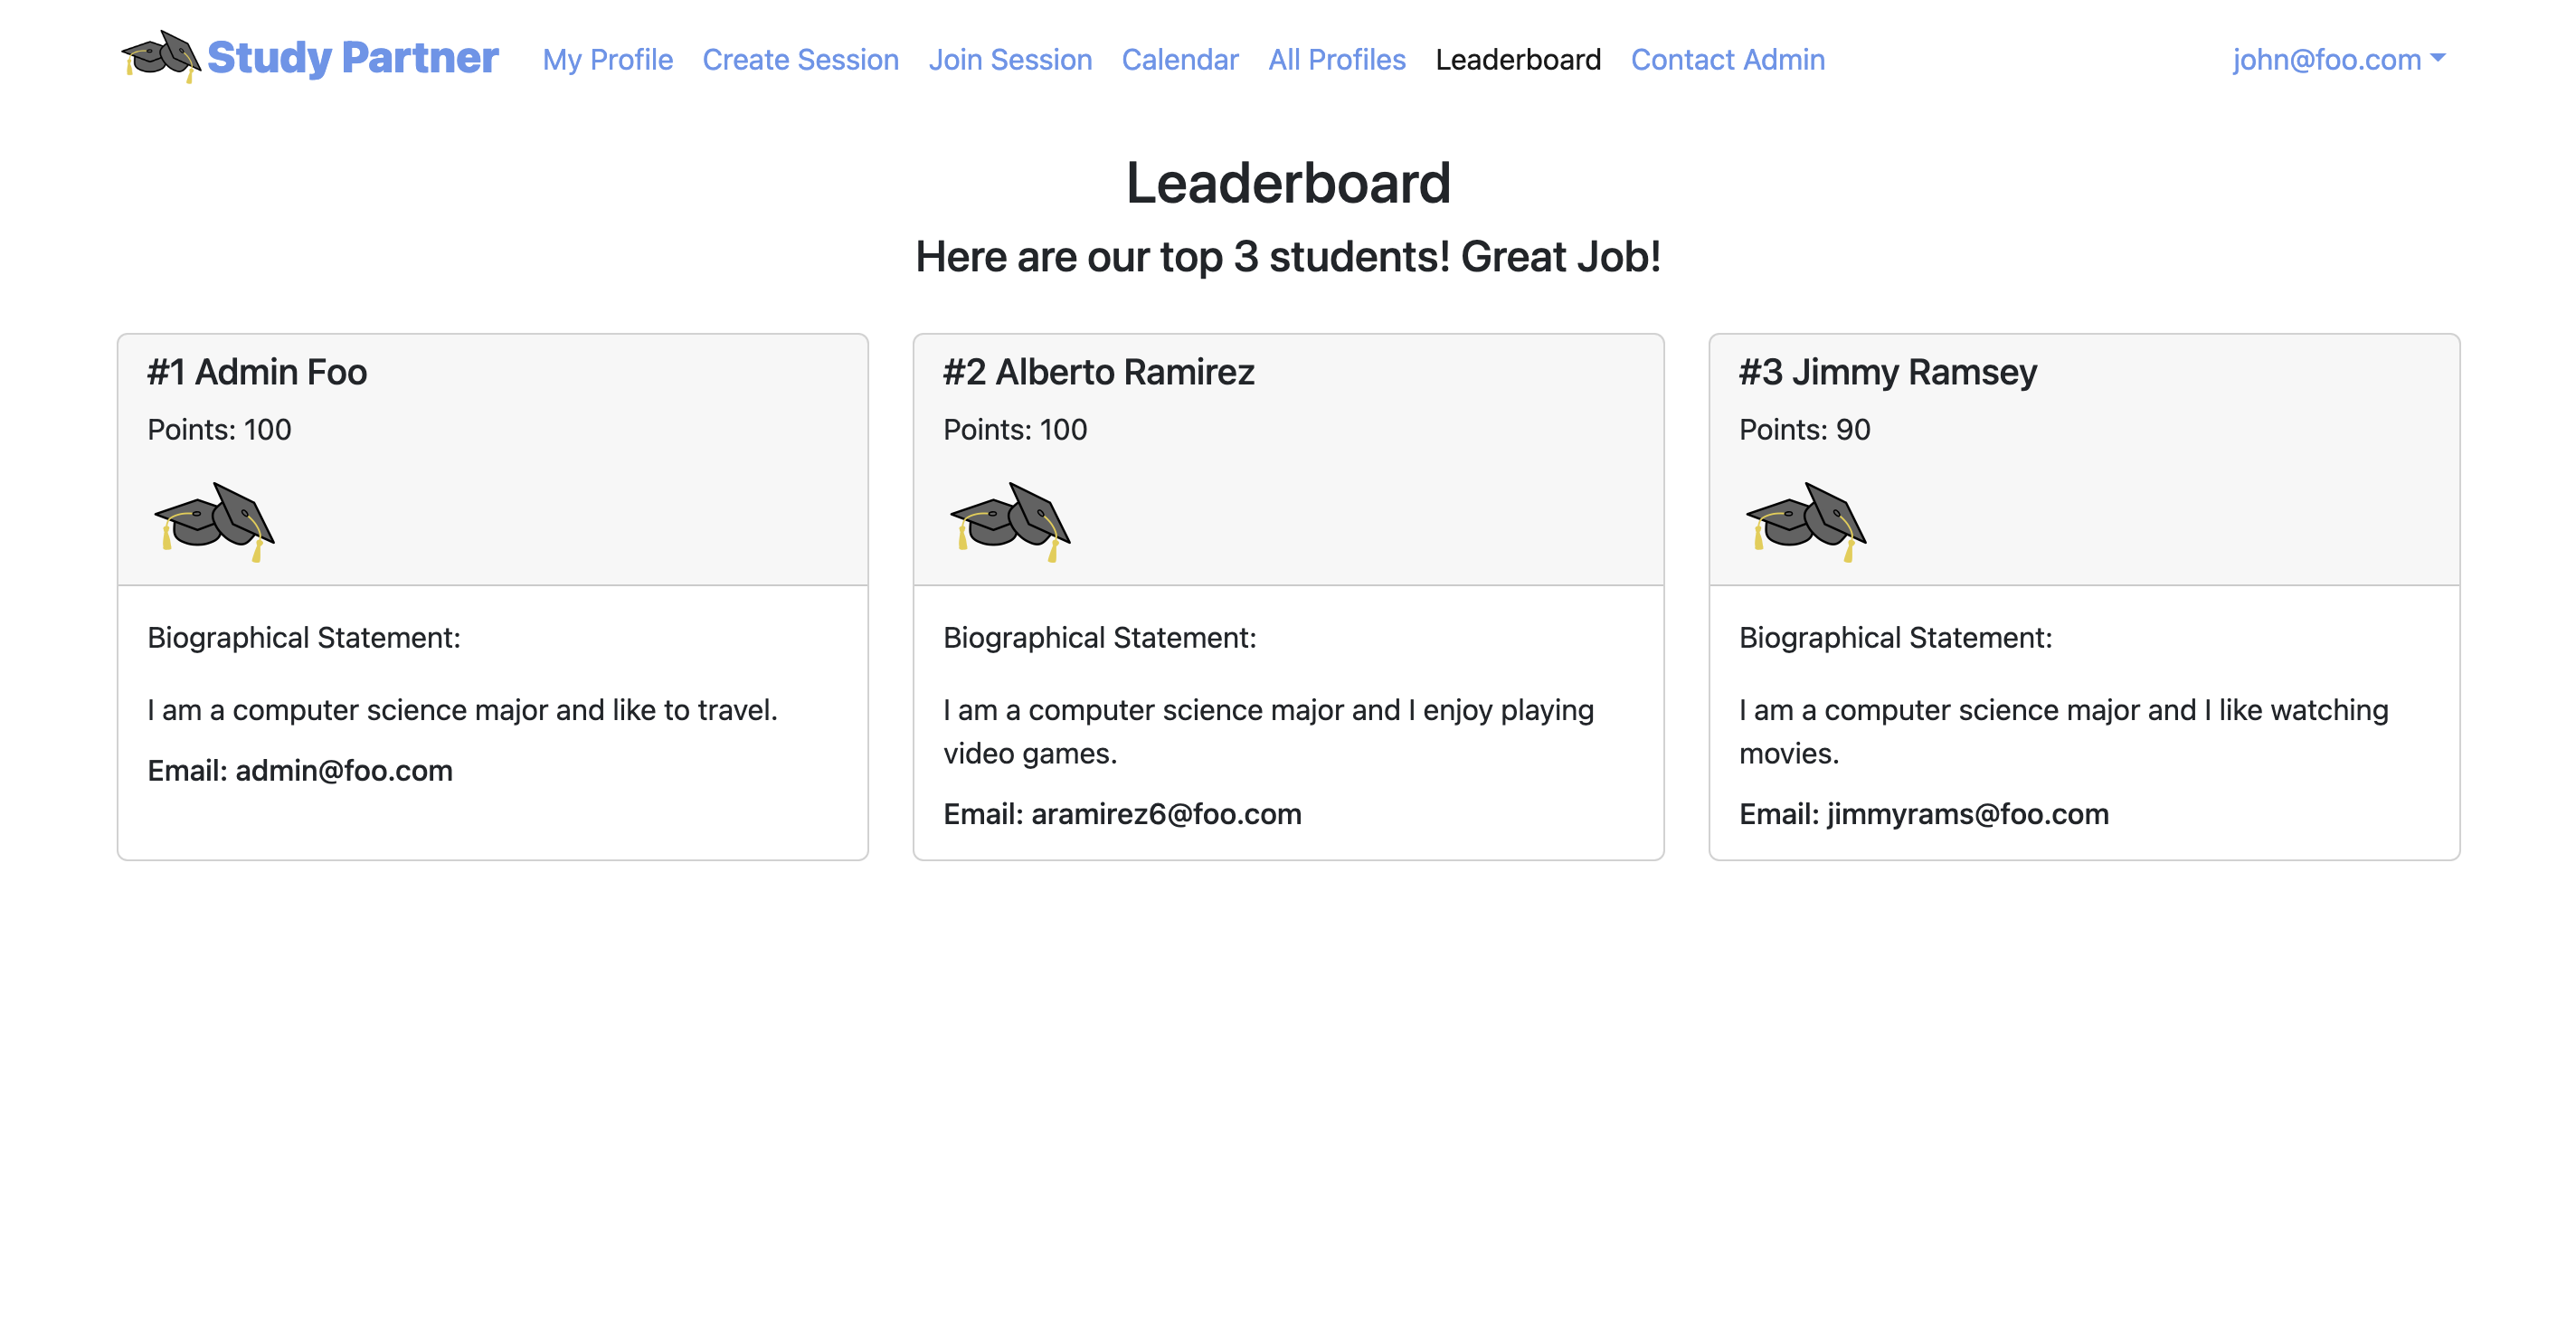 Study Partner My Profile Create Session Join Session Calendar All Profiles Leaderboard Contact Admin john@foo.com
Leaderboard
Here are our top 3 students! Great Job!
#1 Admin Foo
Points: 100
Biographical Statement:
I am a computer science major and like to travel.
Email: admin@foo.com
#2 Alberto Ramirez
Points: 100
Biographical Statement:
I am a computer science major and I enjoy playing
video games.
Email: aramirez6@foo.com
#3 Jimmy Ramsey
Points: 90
Biographical Statement:
I am a computer science major and I like watching
movies.
Email: jimmyrams@foo.com